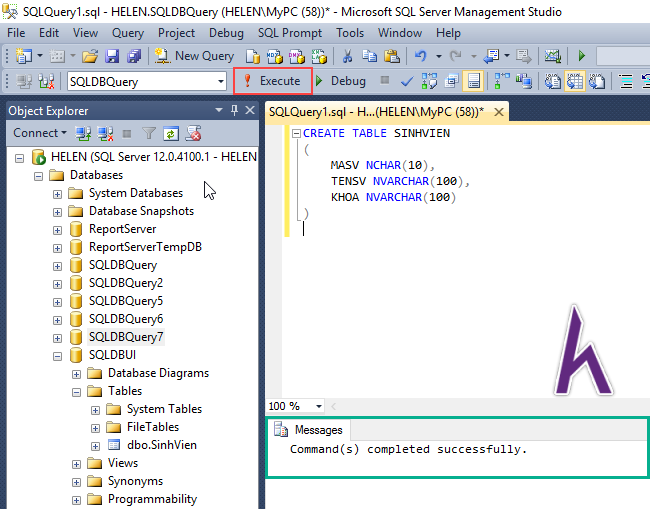 SQLQuery1.sql - HELEN.SQLDBQuery (HELEN\MyPC (58))* - Microsoft SQL Server Management Studio
File Edit View Query Project Debug SQL Prompt Tools Window Help
New Query
SQLDBQuery Execute Debug
Object Explorer
Connect
HELEN (SQL Server 12.0.4100.1 - HELEN
Databases
System Databases
Database Snapshots
ReportServer
ReportServerTempDB
SQLDBQuery
SQLDBQuery2
SQLDBQuery5
SQLDBQuery6
SQLDBQuery7
SQLDBUI
Database Diagrams
Tables
System Tables
FileTables
dbo.SinhVien
Views
Synonyms
Programmability
SQLQuery1.sql - H...(HELEN\MyPC (58))*
CREATE TABLE SINHVIEN
(
MASV NCHAR(10),
TENSV NVARCHAR(100),
KHOA NVARCHAR(100)
)
100 %
Messages
Command(s) completed successfully.